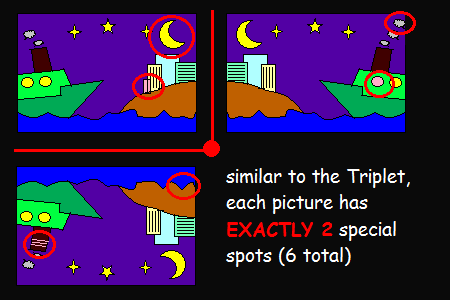 similar to the Triplet,
each picture has
EXACTLY 2 special
spots (6 total)